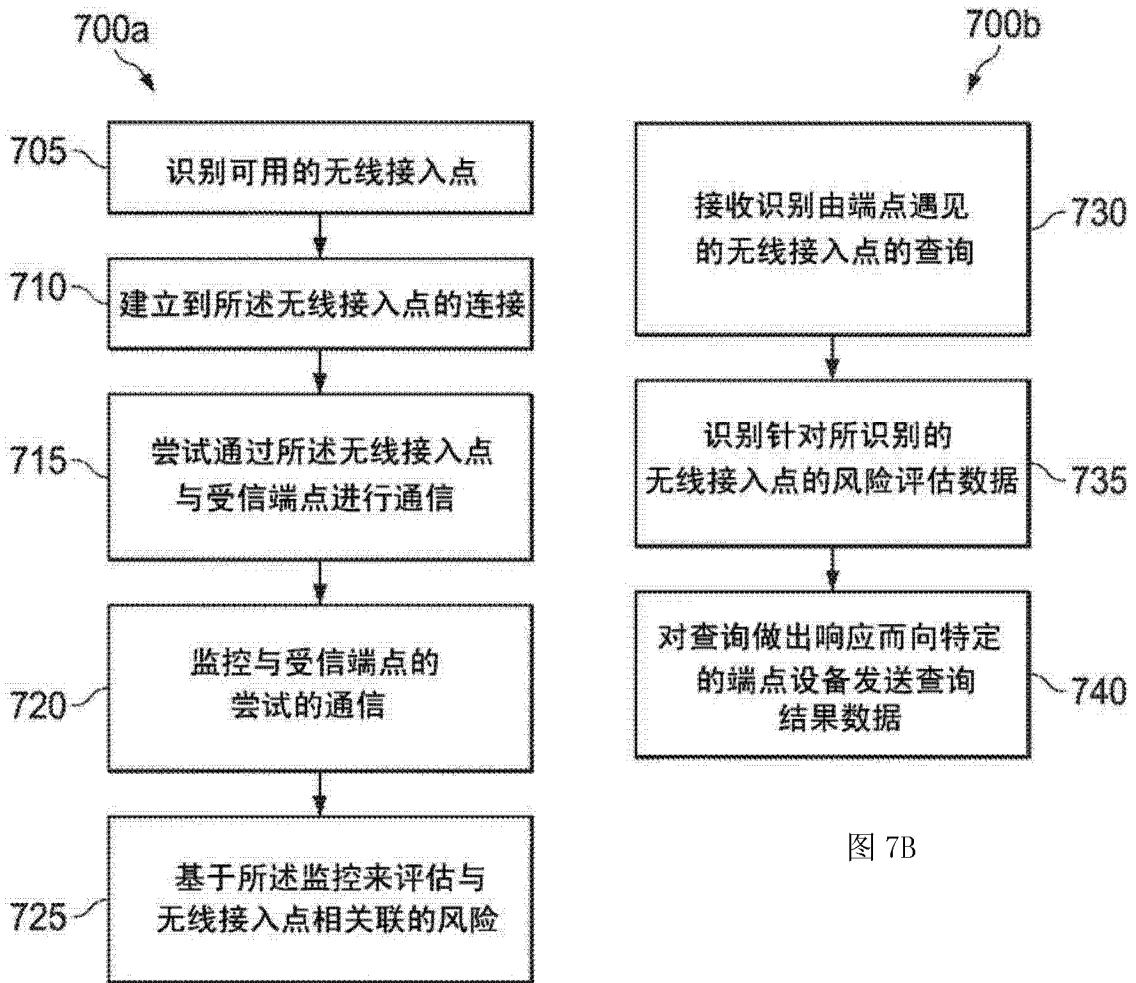 700a
705
识别可用的无线接入点
710
建立到所述无线接入点的连接
715
尝试通过所述无线接入点
与受信端点进行通信
720
监控与受信端点的
尝试的通信
725
基于所述监控来评估与
无线接入点相关联的风险
700b
接收识别由端点遇见
的无线接入点的查询
730
识别针对所识别的
无线接入点的风险评估数据
735
对查询做出响应而向特定
的端点设备发送查询
结果数据
740
图 7B